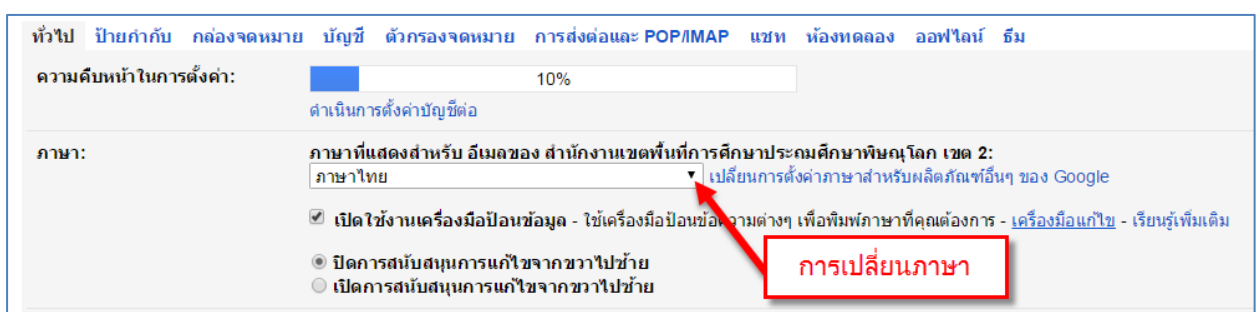 ทั่วไป ป้ายกำกับ กล่องจดหมาย บัญชี ตัวกรองจดหมาย การส่งต่อและ POP/IMAP แชท ห้องทดลอง ออฟไลน์ ธีม
ความคืบหน้าในการตั้งค่า: 10%
ดำเนินการตั้งค่าบัญชีต่อ
ภาษา: ภาษาที่แสดงสำหรับ อีเมลของ สำนักงานเขตพื้นที่การศึกษาประถมศึกษาพิษณุโลก เขต 2:
ภาษาไทย เปลี่ยนการตั้งค่าภาษาสำหรับผลิตภัณฑ์อื่นๆ ของ Google
เปิดใช้งานเครื่องมือป้อนข้อมูล - ใช้เครื่องมือป้อนข้อความต่างๆ เพื่อพิมพ์ภาษาที่คุณต้องการ - เครื่องมือแก้ไข - เรียนรู้เพิ่มเติม
ปิดการสนับสนุนการแก้ไขจากขวาไปซ้าย
เปิดการสนับสนุนการแก้ไขจากขวาไปซ้าย
การเปลี่ยนภาษา